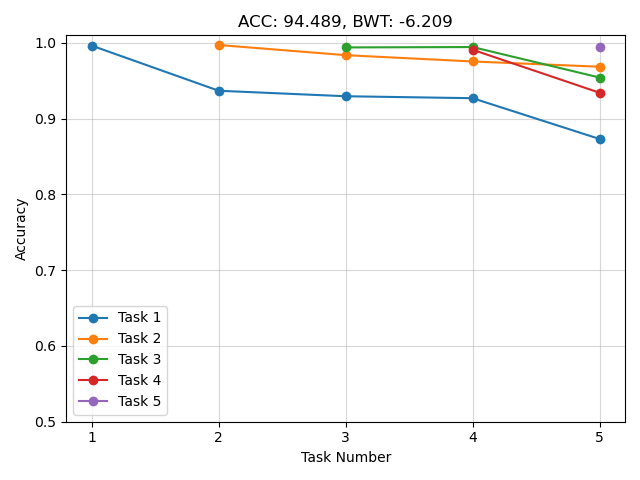 ACC: 94.489, BWT: -6.209
1.0
0.9
0.8
0.7
0.6
0.5
Accuracy
Task 1
Task 2
Task 3
Task 4
Task 5
1 2 3 4 5
Task Number